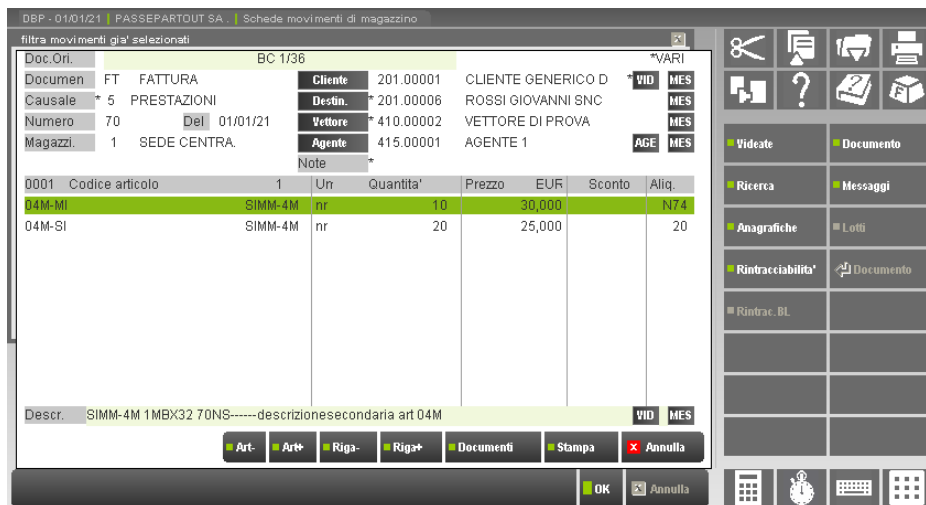 DBP - 01/01/21 | PASSEPARTOUT SA . | Schede movimenti di magazzino
filtra movimenti gia' selezionati
Doc.Ori. BC 1/36 *VARI
Documen FT FATTURA Cliente 201.00001 CLIENTE GENERICO D * VID MES
Causale * 5 PRESTAZIONI Destin. * 201.00006 ROSSI GIOVANNI SNC MES
Numero 70 Del 01/01/21 Vettore * 410.00002 VETTORE DI PROVA MES
Magazzi. 1 SEDE CENTRA. Agente 415.00001 AGENTE 1 AGE MES
Note *
0001 Codice articolo 1 Um Quantita' Prezzo EUR Sconto Aliq.
04M-MI SIMM-4M nr 10 30,000 N74
04M-SI SIMM-4M nr 20 25,000 20
Descr. SIMM-4M 1MBX32 70NS------descrizionesecondaria art 04M VID MES
Art- Art+ Riga- Riga+ Documenti Stampa x Annulla
OK Annulla
Videate Documento
Ricerca Messaggi
Anagrafiche Lotti
Rintracciabilita' Documento
Rintrac.BL